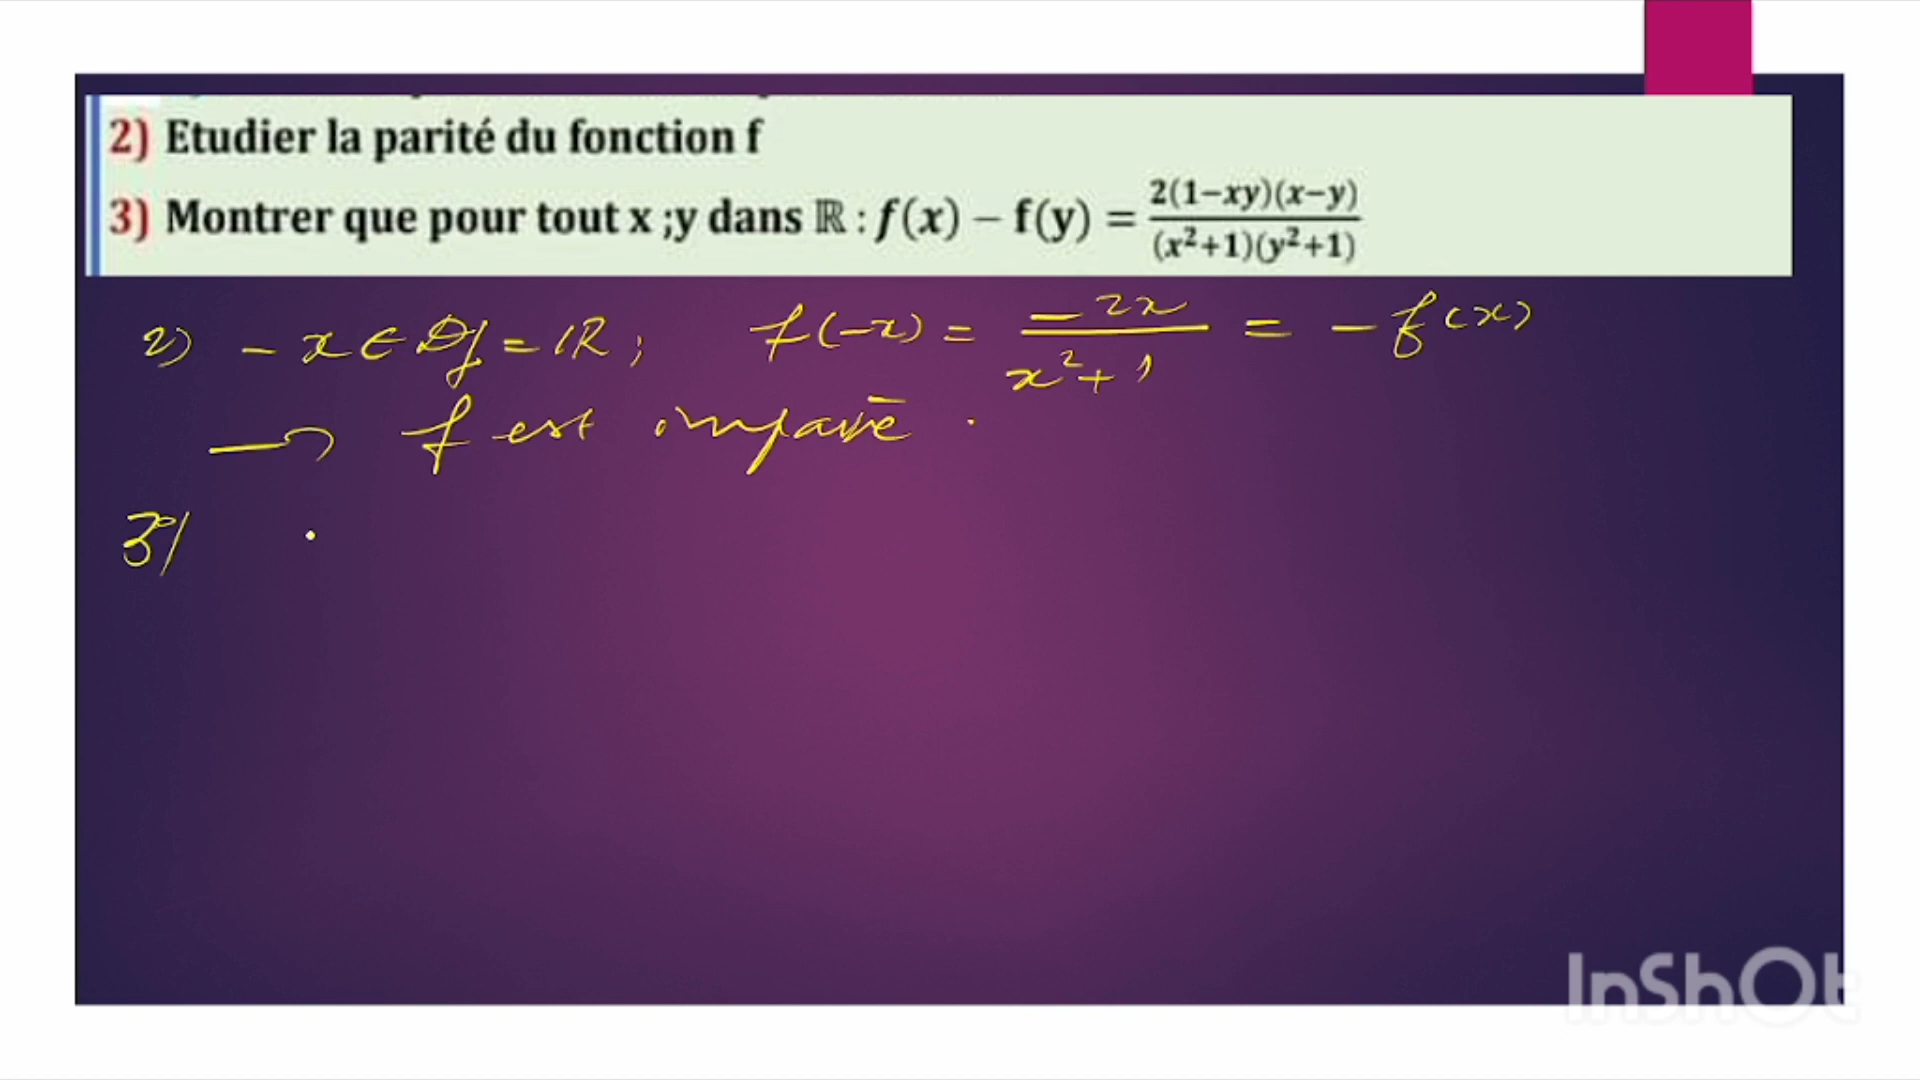 2) Etudier la parité du fonction f
3) Montrer que pour tout x ;y dans ℝ : f(x) − f(y) = 2(1−xy)(x−y) / (x²+1)(y²+1)
2) -x ∈ Df = IR ; f(-x) = -2x / x²+1 = -f(x)
→ f est impaire .
3°/
InShOt